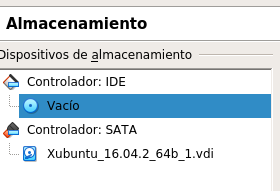 Almacenamiento
Dispositivos de almacenamiento
Controlador: IDE
Vacío
Controlador: SATA
Xubuntu_16.04.2_64b_1.vdi